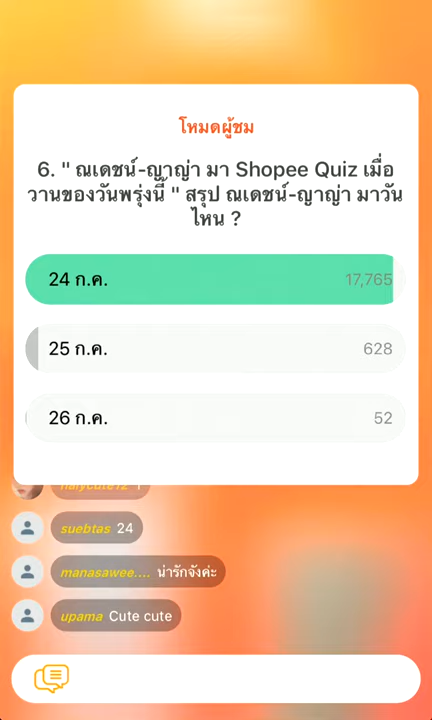 โหมดผู้ชม
6. " ณเดชน์-ญาญ่า มา Shopee Quiz เมื่อ
วานของวันพรุ่งนี้ " สรุป ณเดชน์-ญาญ่า มาวัน
ไหน ?
24 ก.ค. 17,765
25 ก.ค. 628
26 ก.ค. 52
suebtas 24
manasawee.... น่ารักจังค่ะ
upama Cute cute